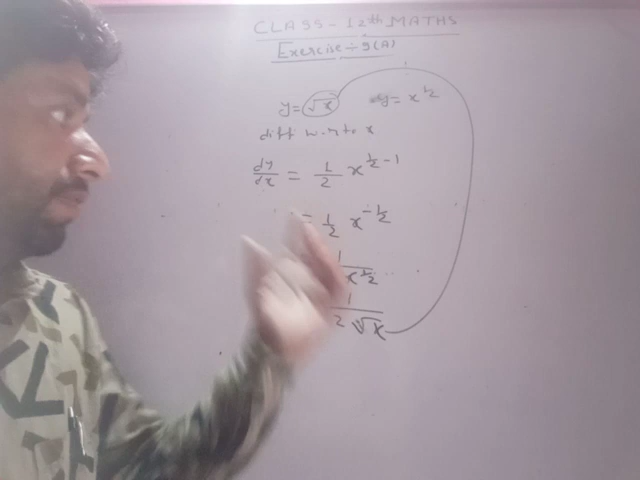 CLASS - 12th MATHS
Exercise ÷ 9(A)
y = √x y = x^1/2
diff w.r.to x
dy/dx = 1/2 x^1/2 - 1
= 1/2 x^-1/2
1/ x^1/2
1/2√x